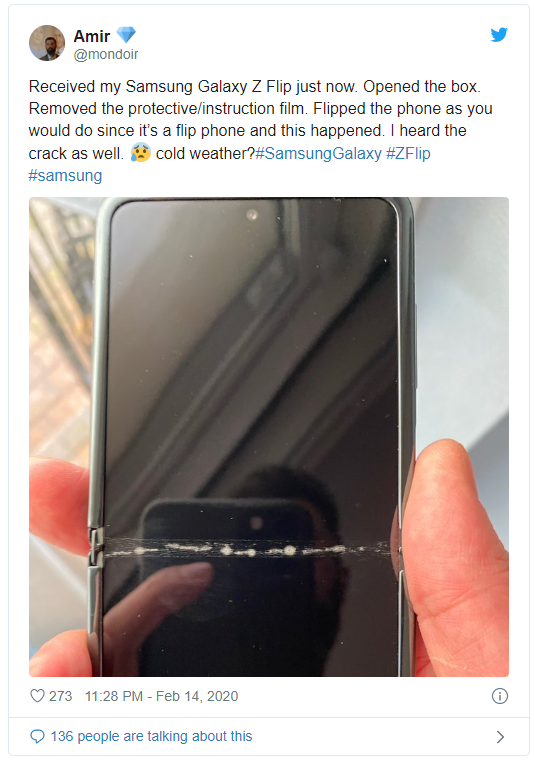 Amir 💎
@mondoir
Received my Samsung Galaxy Z Flip just now. Opened the box.
Removed the protective/instruction film. Flipped the phone as you
would do since it’s a flip phone and this happened. I heard the
crack as well. 😰 cold weather?#SamsungGalaxy #ZFlip
#samsung
273 11:28 PM - Feb 14, 2020
136 people are talking about this